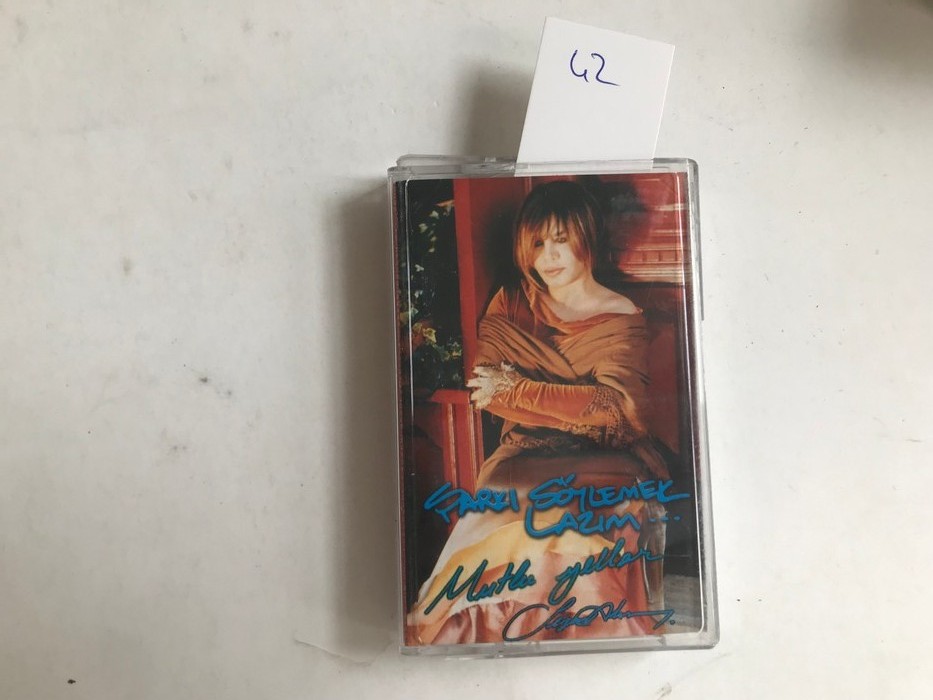 42
ŞARKI SÖYLEMEK
LAZIM...
Mutlu yıllar